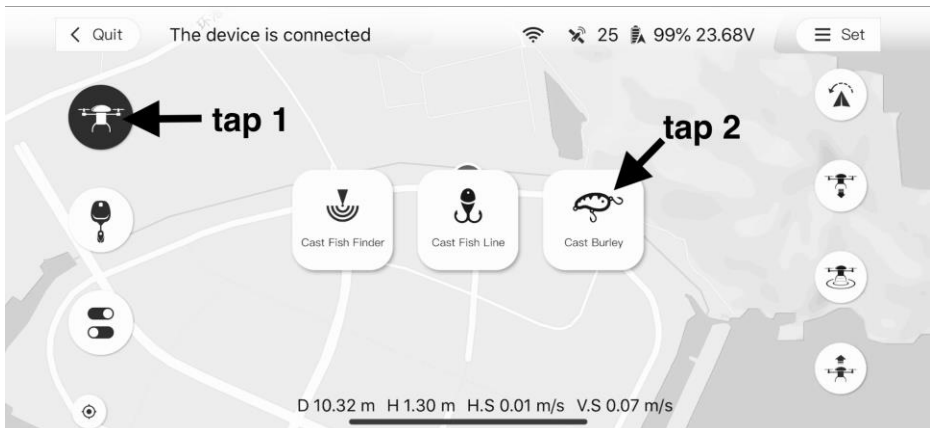 Quit
The device is connected
25
99% 23.68V
Set
tap 1
tap 2
Cast Fish Finder
Cast Fish Line
Cast Burley
D 10.32 m H 1.30 m H.S 0.01 m/s V.S 0.07 m/s